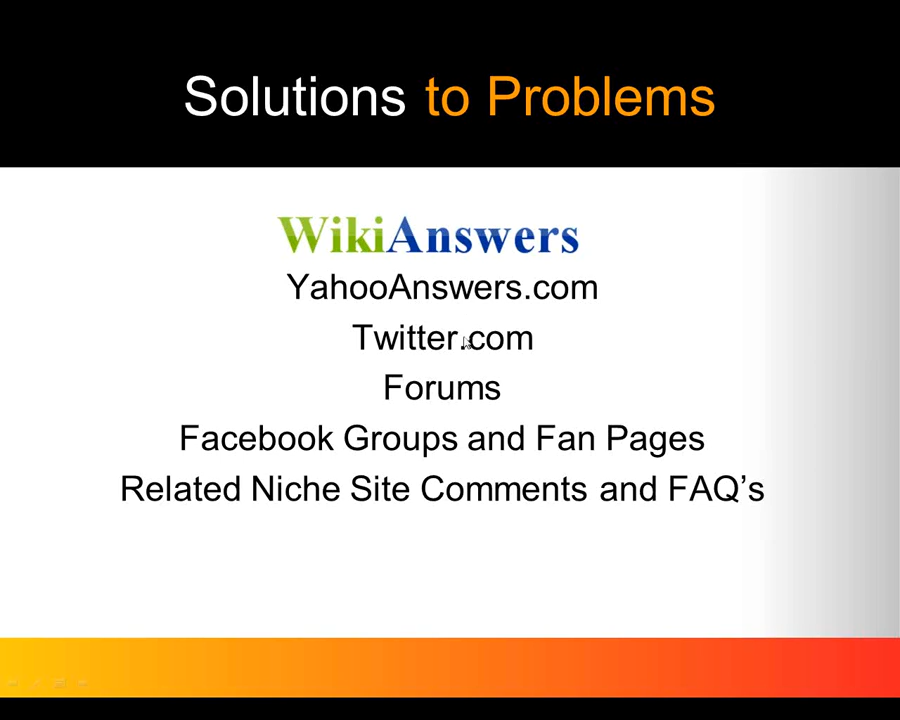 Solutions to Problems
WikiAnswers
YahooAnswers.com
Twitter.com
Forums
Facebook Groups and Fan Pages
Related Niche Site Comments and FAQ’s